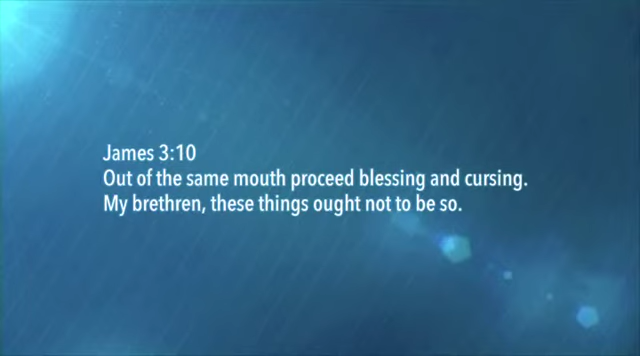 James 3:10
Out of the same mouth proceed blessing and cursing.
My brethren, these things ought not to be so.